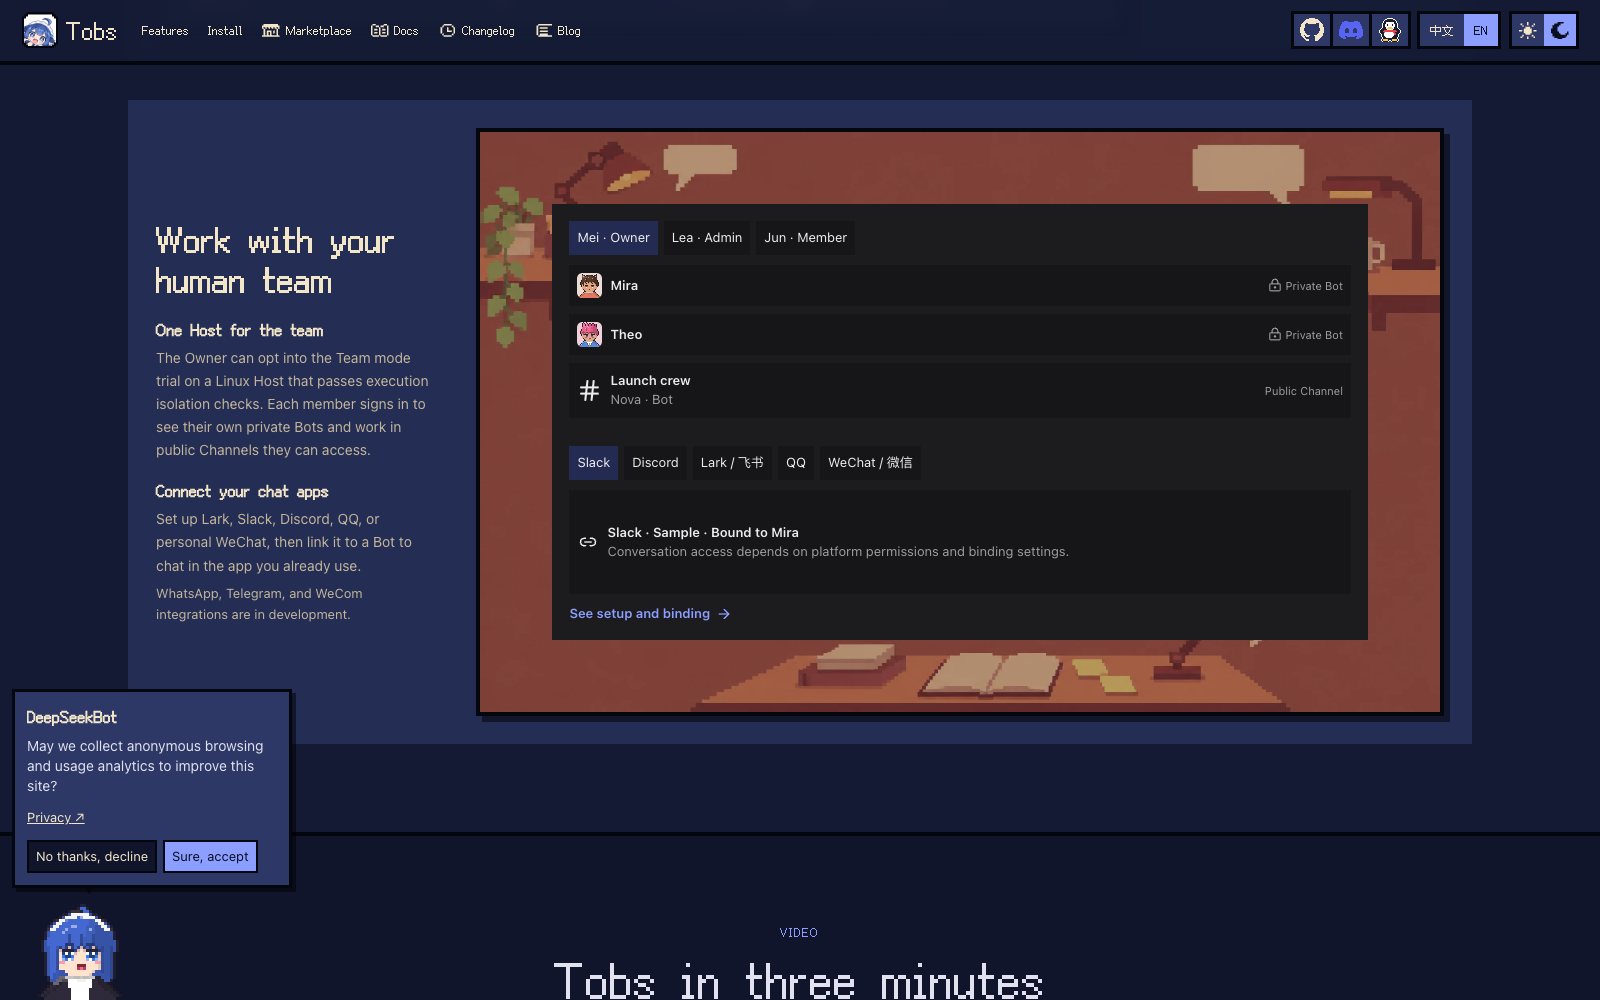 Tobs
Features
Install
Marketplace
Docs
Changelog
Blog
中文
EN
Work with your
human team
One Host for the team
The Owner can opt into the Team mode
trial on a Linux Host that passes execution
isolation checks. Each member signs in to
see their own private Bots and work in
public Channels they can access.
Connect your chat apps
Set up Lark, Slack, Discord, QQ, or
personal WeChat, then link it to a Bot to
chat in the app you already use.
WhatsApp, Telegram, and WeCom
integrations are in development.
Mei · Owner
Lea · Admin
Jun · Member
Mira
Private Bot
Theo
Private Bot
Launch crew
Nova · Bot
Public Channel
Slack
Discord
Lark / 飞书
QQ
WeChat / 微信
Slack · Sample · Bound to Mira
Conversation access depends on platform permissions and binding settings.
See setup and binding →
DeepSeekBot
May we collect anonymous browsing
and usage analytics to improve this
site?
Privacy ↗
No thanks, decline
Sure, accept
VIDEO
Tobs in three minutes